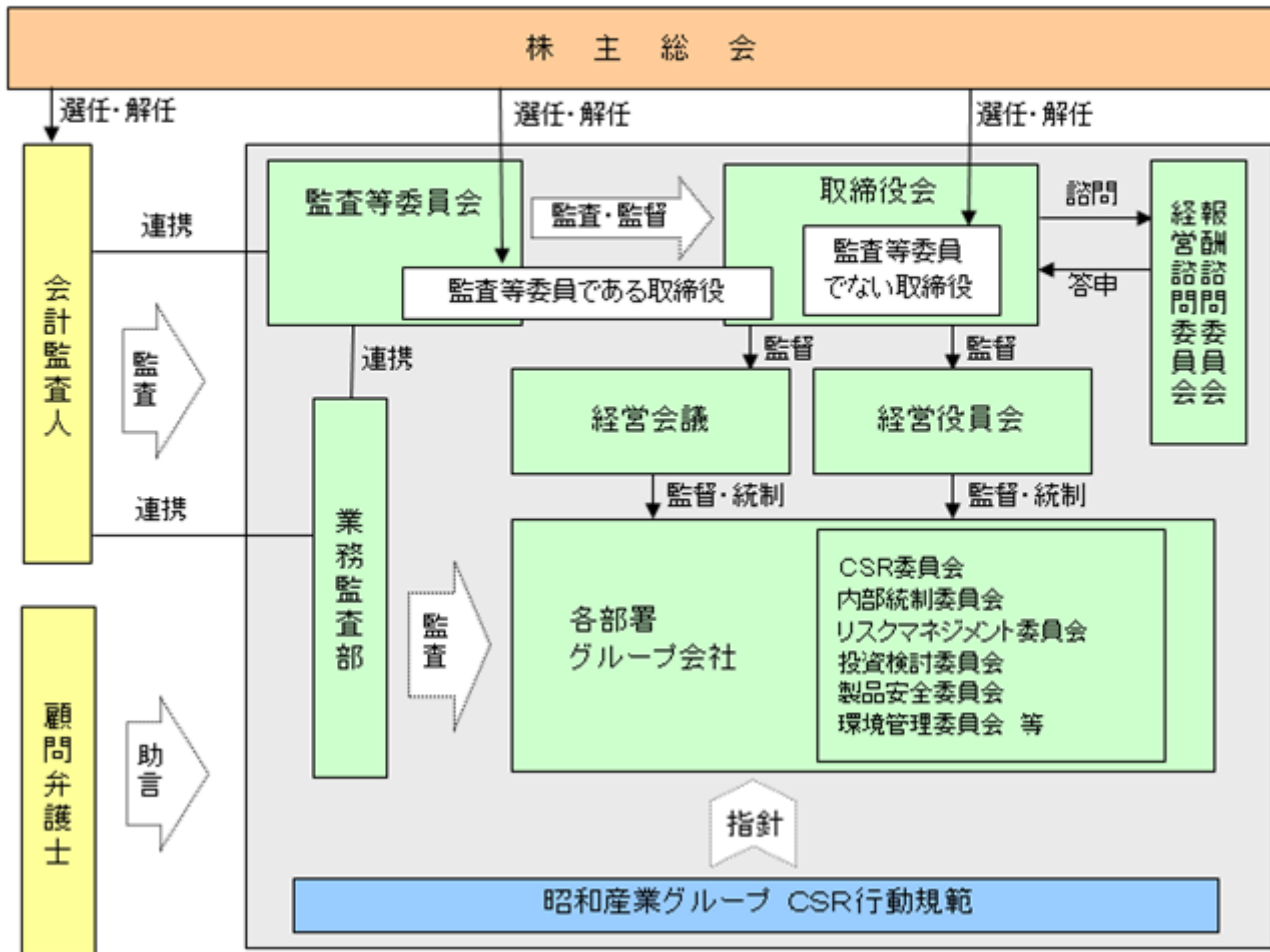 株主総会
選任・解任
選任・解任
選任・解任
監査等委員会
監査・監督
取締役会
諮問
報酬諮問委員会
経営諮問委員会
連携
監査等委員
でない取締役
答申
監査等委員である取締役
会計監査人
監査
連携
監督
監督
経営会議
経営役員会
連携
監督・統制
監督・統制
業務監査部
監査
各部署
グループ会社
CSR委員会
内部統制委員会
リスクマネジメント委員会
投資検討委員会
製品安全委員会
環境管理委員会 等
顧問弁護士
助言
指針
昭和産業グループ CSR行動規範